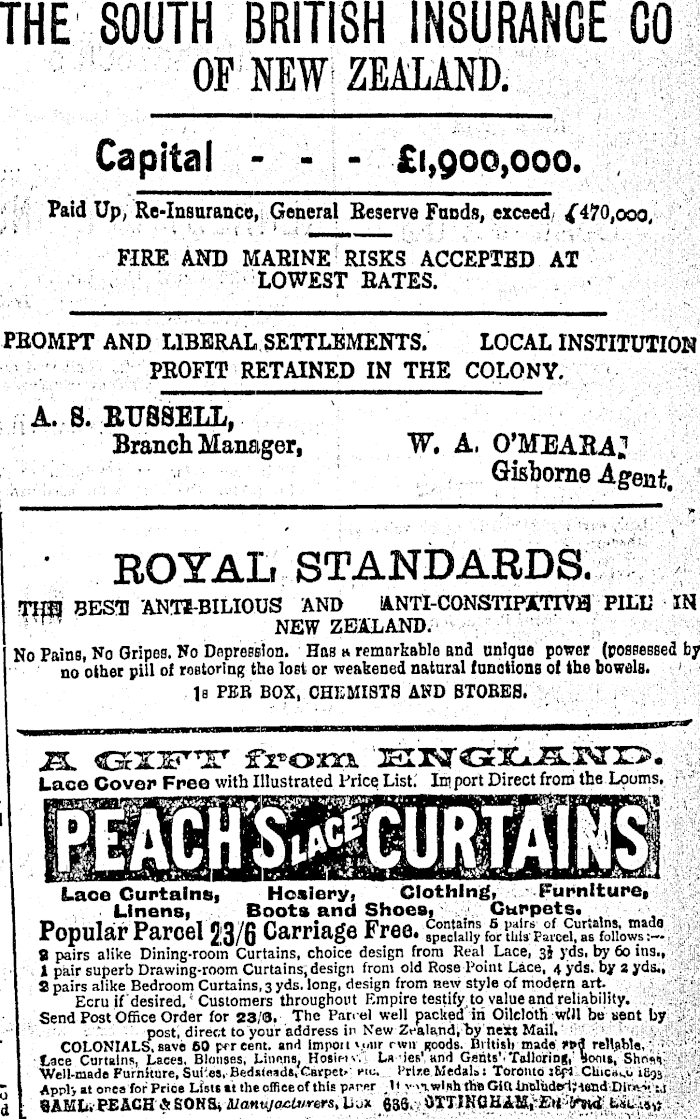 THE SOUTH BRITISH INSURANCE CO
OF NEW ZEALAND.
Capital - - - £1,900,000.
Paid Up, Re-Insurance, General Reserve Funds, exceed £470,000.
FIRE AND MARINE RISKS ACCEPTED AT
LOWEST RATES.
PROMPT AND LIBERAL SETTLEMENTS. LOCAL INSTITUTION
PROFIT RETAINED IN THE COLONY.
A. S. RUSSELL,
Branch Manager,
W. A. O'MEARA,
Gisborne Agent.
ROYAL STANDARDS.
THE BEST ANTI-BILIOUS AND ANTI-CONSTIPATIVE PILL IN
NEW ZEALAND.
No Pains, No Gripes, No Depression. Has a remarkable and unique power (possessed by
no other pill of restoring the lost or weakened natural functions of the bowels.
1s PER BOX, CHEMISTS AND STORES.
A GIFT from ENGLAND.
Lace Cover Free with Illustrated Price List. Import Direct from the Looms.
PEACH'S LACE CURTAINS
Lace Curtains, Hosiery, Clothing, Furniture,
Linens, Boots and Shoes, Carpets.
Popular Parcel 23/6 Carriage Free. Contains 5 pairs of Curtains, made
specially for this Parcel, as follows:—
2 pairs alike Dining-room Curtains, choice design from Real Lace, 3½ yds. by 60 ins.,
1 pair superb Drawing-room Curtains, design from old Rose Point Lace, 4 yds. by 2 yds.,
2 pairs alike Bedroom Curtains, 3 yds. long, design from new style of modern art.
Ecru if desired. Customers throughout Empire testify to value and reliability.
Send Post Office Order for 23/6. The Parcel well packed in Oilcloth will be sent by
post, direct to your address in New Zealand, by next Mail.
COLONIALS, save 50 per cent. and import your own goods. British made and reliable.
Lace Curtains, Laces, Blouses, Linens, Hosiery, Ladies' and Gents' Tailoring, Boots, Shoes
Well-made Furniture, Suites, Bedsteads, Carpets etc. Prize Medals: Toronto Chicago 1893
Apply at once for Price Lists at the office of this paper If you wish the Gift included, send Direct
SAML. PEACH & SONS, Manufacturers, Box 636, OTTINGHAM,